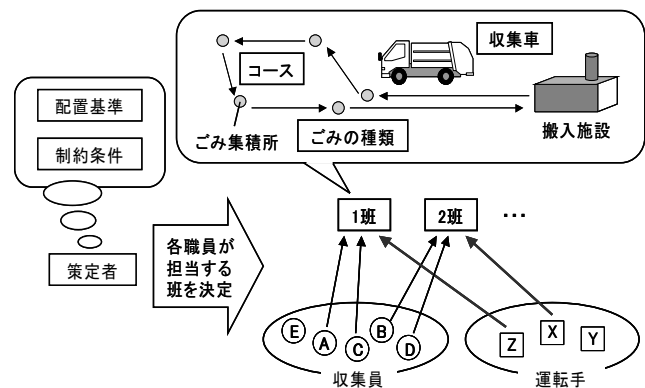 収集車
コース
ごみ集積所
ごみの種類
搬入施設
配置基準
制約条件
策定者
各職員が
担当する
班を決定
1班
2班
…
E
A
C
B
D
収集員
Z
X
Y
運転手